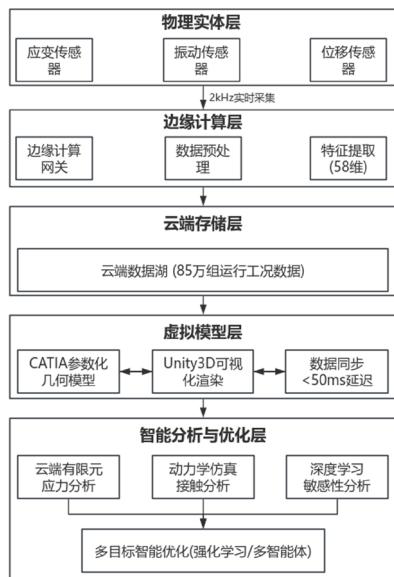 物理实体层
应变传感
器
振动传感
器
位移传感
器
2kHz实时采集
边缘计算层
边缘计算
网关
数据预处
理
特征提取
(58维)
云端存储层
云端数据湖 (85万组运行工况数据)
虚拟模型层
CATIA参数化
几何模型
Unity3D可视
化渲染
数据同步
<50ms延迟
智能分析与优化层
云端有限元
应力分析
动力学仿真
接触分析
深度学习
敏感性分析
多目标智能优化(强化学习/多智能体)